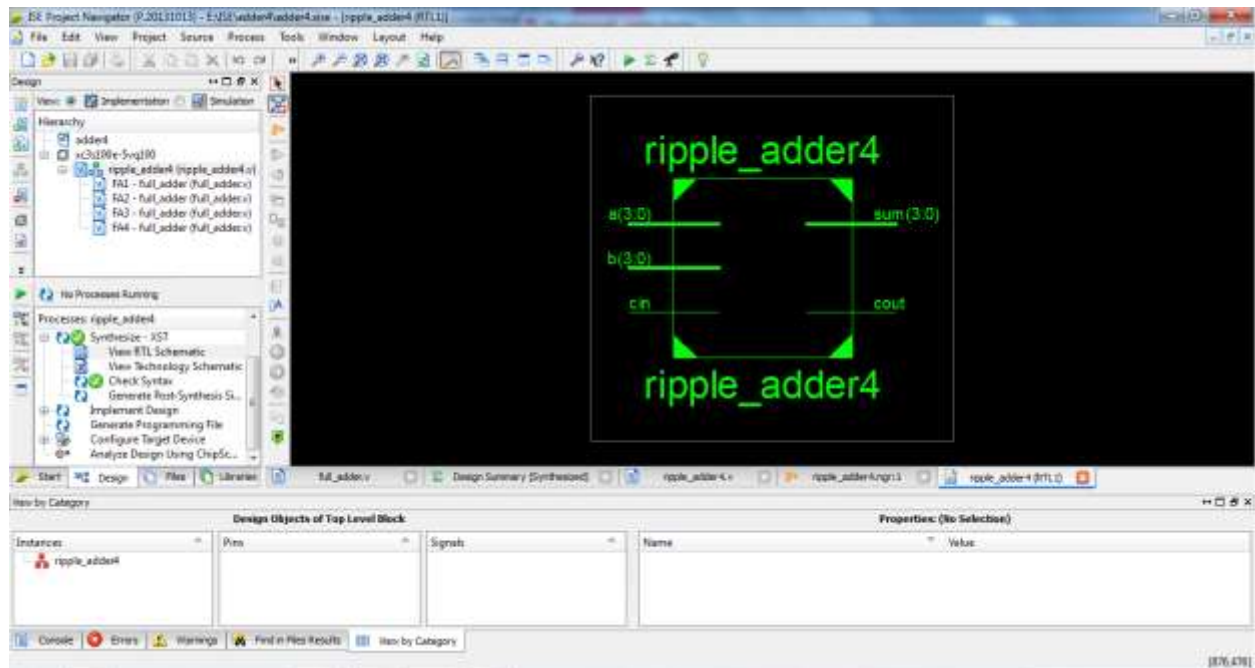 ISE Project Navigator (P.20131013) - E:\ISE\adder4\adder4.xise - [ripple_adder4 (RTL1)]
File Edit View Project Source Process Tools Window Layout Help
Design
View: Implementation Simulation
Hierarchy
adder4
xc3s100e-5vq100
ripple_adder4 (ripple_adder4.v)
FA1 - full_adder (full_adder.v)
FA2 - full_adder (full_adder.v)
FA3 - full_adder (full_adder.v)
FA4 - full_adder (full_adder.v)
No Processes Running
Processes: ripple_adder4
Synthesize - XST
View RTL Schematic
View Technology Schematic
Check Syntax
Generate Post-Synthesis Si...
Implement Design
Generate Programming File
Configure Target Device
Analyze Design Using ChipSc...
ripple_adder4
a(3:0) sum(3:0)
b(3:0)
cin cout
ripple_adder4
Start Design Files Libraries full_adder.v Design Summary (Synthesized) ripple_adder4.v ripple_adder4.ngr:1 ripple_adder4 (RTL1)
View by Category
Design Objects of Top Level Block Properties: (No Selection)
Instances Pins Signals Name Value
ripple_adder4
Console Errors Warnings Find in Files Results View by Category
[876,478]